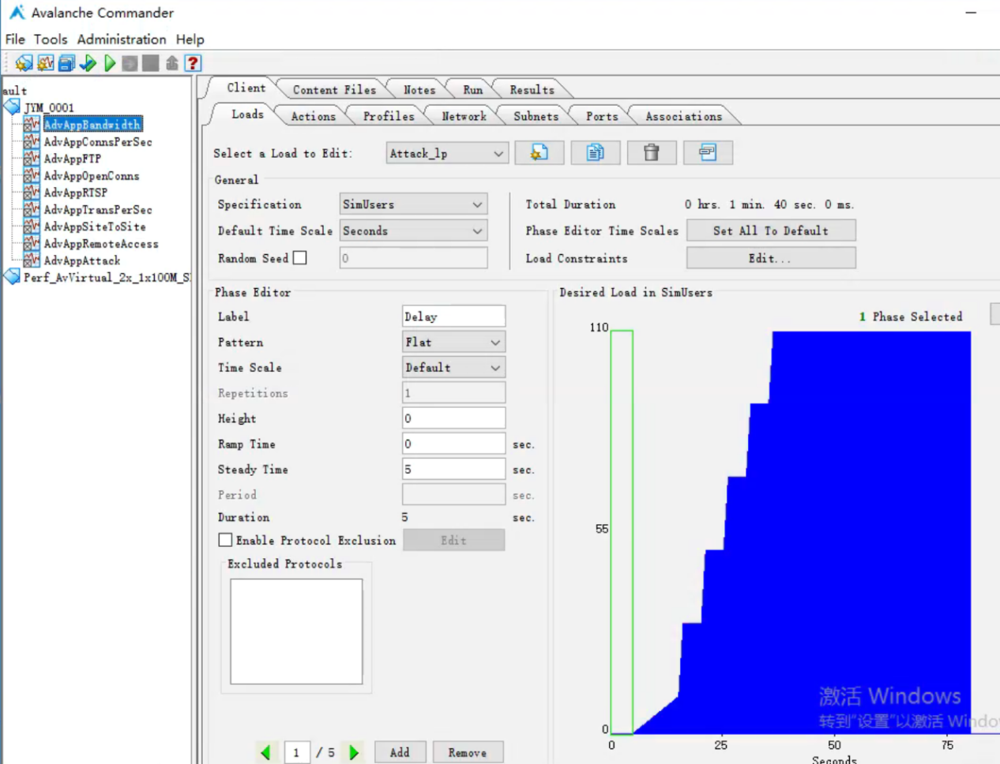 Avalanche Commander
File Tools Administration Help
ault
JYM_0001
AdvAppBandwidth
AdvAppConnsPerSec
AdvAppFTP
AdvAppOpenConns
AdvAppRTSP
AdvAppTransPerSec
AdvAppSiteToSite
AdvAppRemoteAccess
AdvAppAttack
Perf_AvVirtual_2x_1x100M_S
Client Content Files Notes Run Results
Loads Actions Profiles Network Subnets Ports Associations
Select a Load to Edit: Attack_lp
General
Specification SimUsers Total Duration 0 hrs. 1 min. 40 sec. 0 ms.
Default Time Scale Seconds Phase Editor Time Scales Set All To Default
Random Seed 0 Load Constraints Edit...
Phase Editor
Label Delay
Pattern Flat
Time Scale Default
Repetitions 1
Height 0
Ramp Time 0 sec.
Steady Time 5 sec.
Period sec.
Duration 5 sec.
Enable Protocol Exclusion Edit
Excluded Protocols
1 / 5 Add Remove
Desired Load in SimUsers
1 Phase Selected
110
55
0
0 25 50 75
Seconds
激活 Windows
转到"设置"以激活 Windo